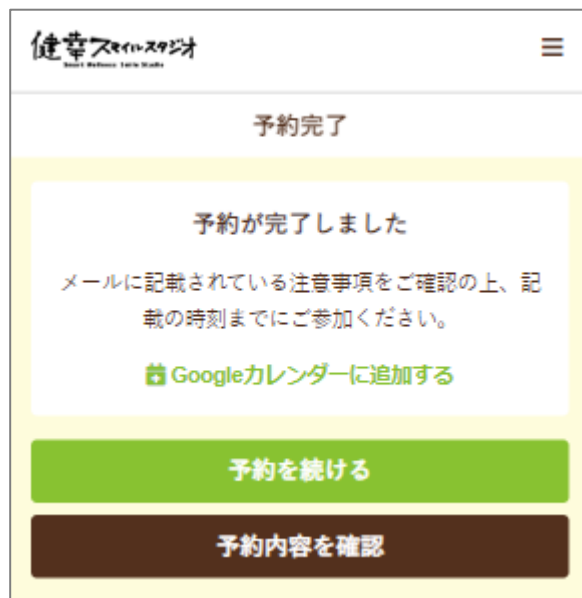 健幸スマイルスタジオ
Smart Wellness Smile Studio
予約完了
予約が完了しました
メールに記載されている注意事項をご確認の上、記
載の時刻までにご参加ください。
Googleカレンダーに追加する
予約を続ける
予約内容を確認